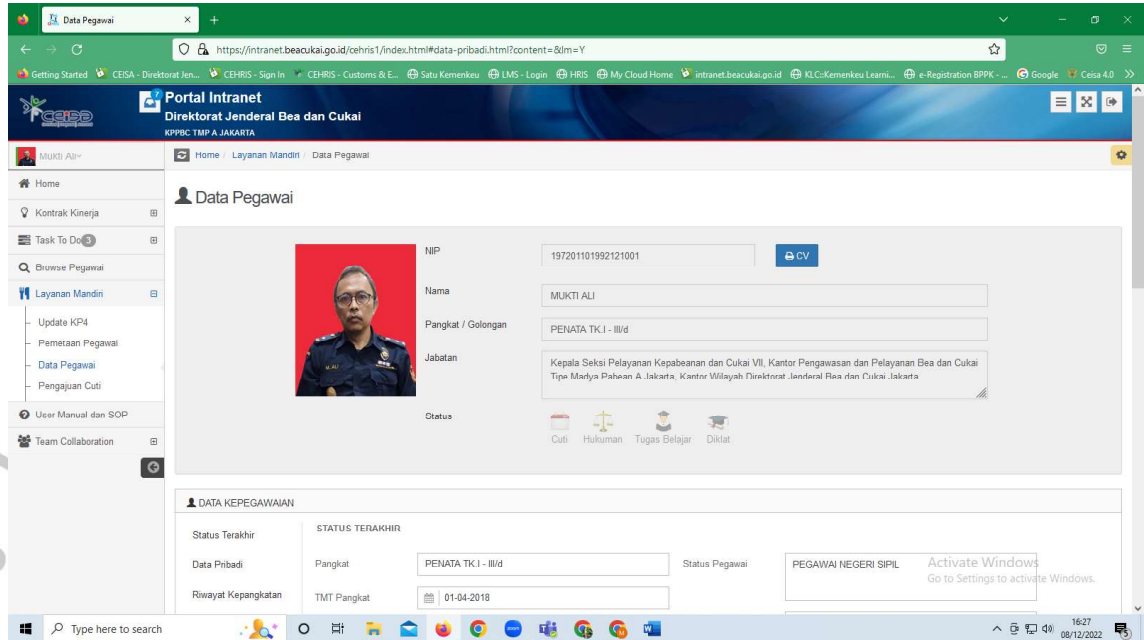 Data Pegawai
https://intranet.beacukai.go.id/cehris1/index.html#data-pribadi.html?content=&lm=Y
Getting Started CEISA - Direktorat Jen... CEHRIS - Sign In CEHRIS - Customs & E... Satu Kemenkeu LMS - Login HRIS My Cloud Home intranet.beacukai.go.id KLC::Kemenkeu Learni... e-Registration BPPK - ... Google Ceisa 4.0
7
Portal Intranet
Direktorat Jenderal Bea dan Cukai
KPPBC TMP A JAKARTA
Mukti Ali
Home / Layanan Mandiri / Data Pegawai
Home
Kontrak Kinerja
Task To Do 3
Browse Pegawai
Layanan Mandiri
Update KP4
Pemetaan Pegawai
Data Pegawai
Pengajuan Cuti
User Manual dan SOP
Team Collaboration
Data Pegawai
NIP
197201101992121001
CV
Nama
MUKTI ALI
Pangkat / Golongan
PENATA TK.I - III/d
Jabatan
Kepala Seksi Pelayanan Kepabeanan dan Cukai VII, Kantor Pengawasan dan Pelayanan Bea dan Cukai
Tipe Madya Pabean A Jakarta, Kantor Wilayah Direktorat Jenderal Bea dan Cukai Jakarta
M. ALI
Status
Cuti Hukuman Tugas Belajar Diklat
DATA KEPEGAWAIAN
Status Terakhir
Data Pribadi
Riwayat Kepangkatan
STATUS TERAKHIR
Pangkat
PENATA TK.I - III/d
Status Pegawai
PEGAWAI NEGERI SIPIL
TMT Pangkat
01-04-2018
Activate Windows
Go to Settings to activate Windows.
Type here to search
16:27
08/12/2022